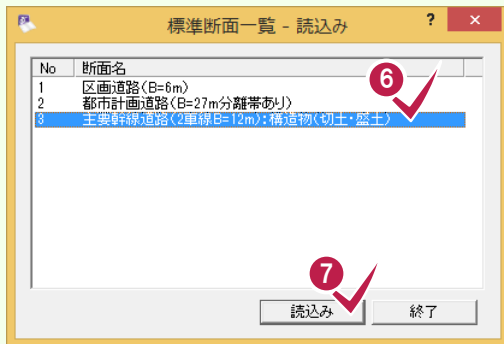 標準断面一覧 - 読込み
? ×
No 断面名
1 区画道路(B=6m)
2 都市計画道路(B=27m分離帯あり)
3 主要幹線道路(2車線B=12m):構造物(切土・盛土)
6
7
読込み 終了